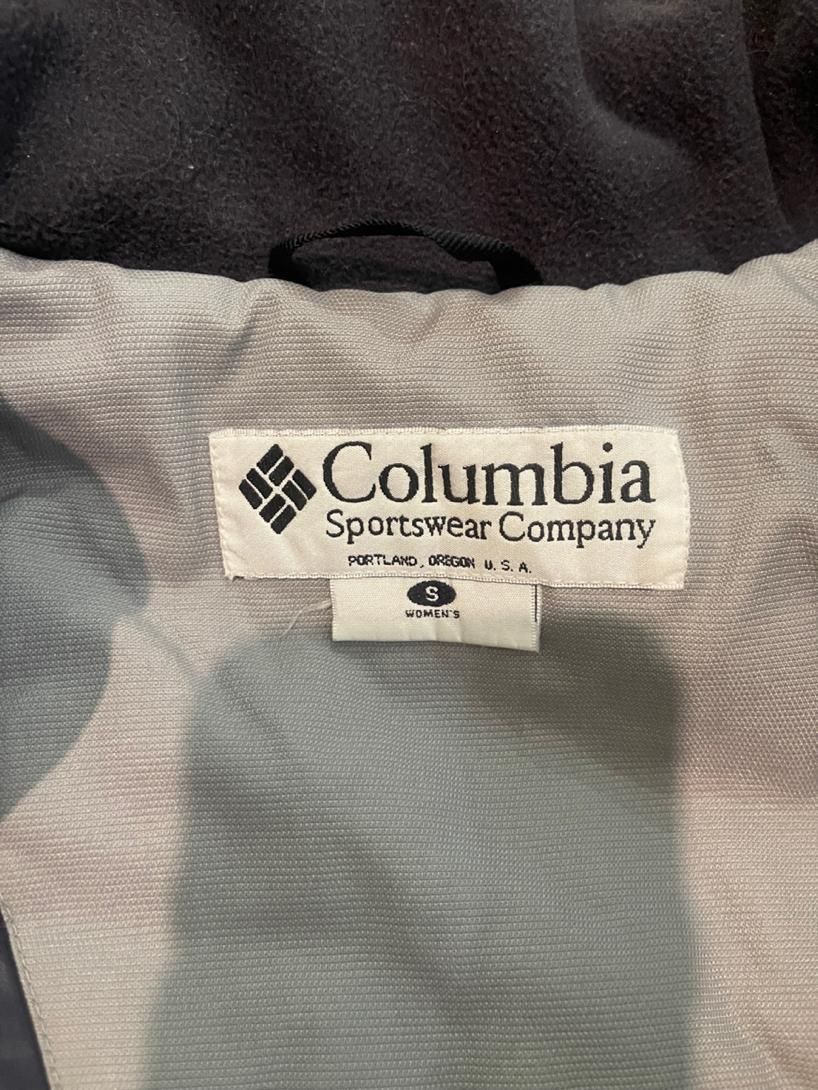 Columbia
Sportswear Company
PORTLAND, OREGON U.S.A.
S
WOMEN'S